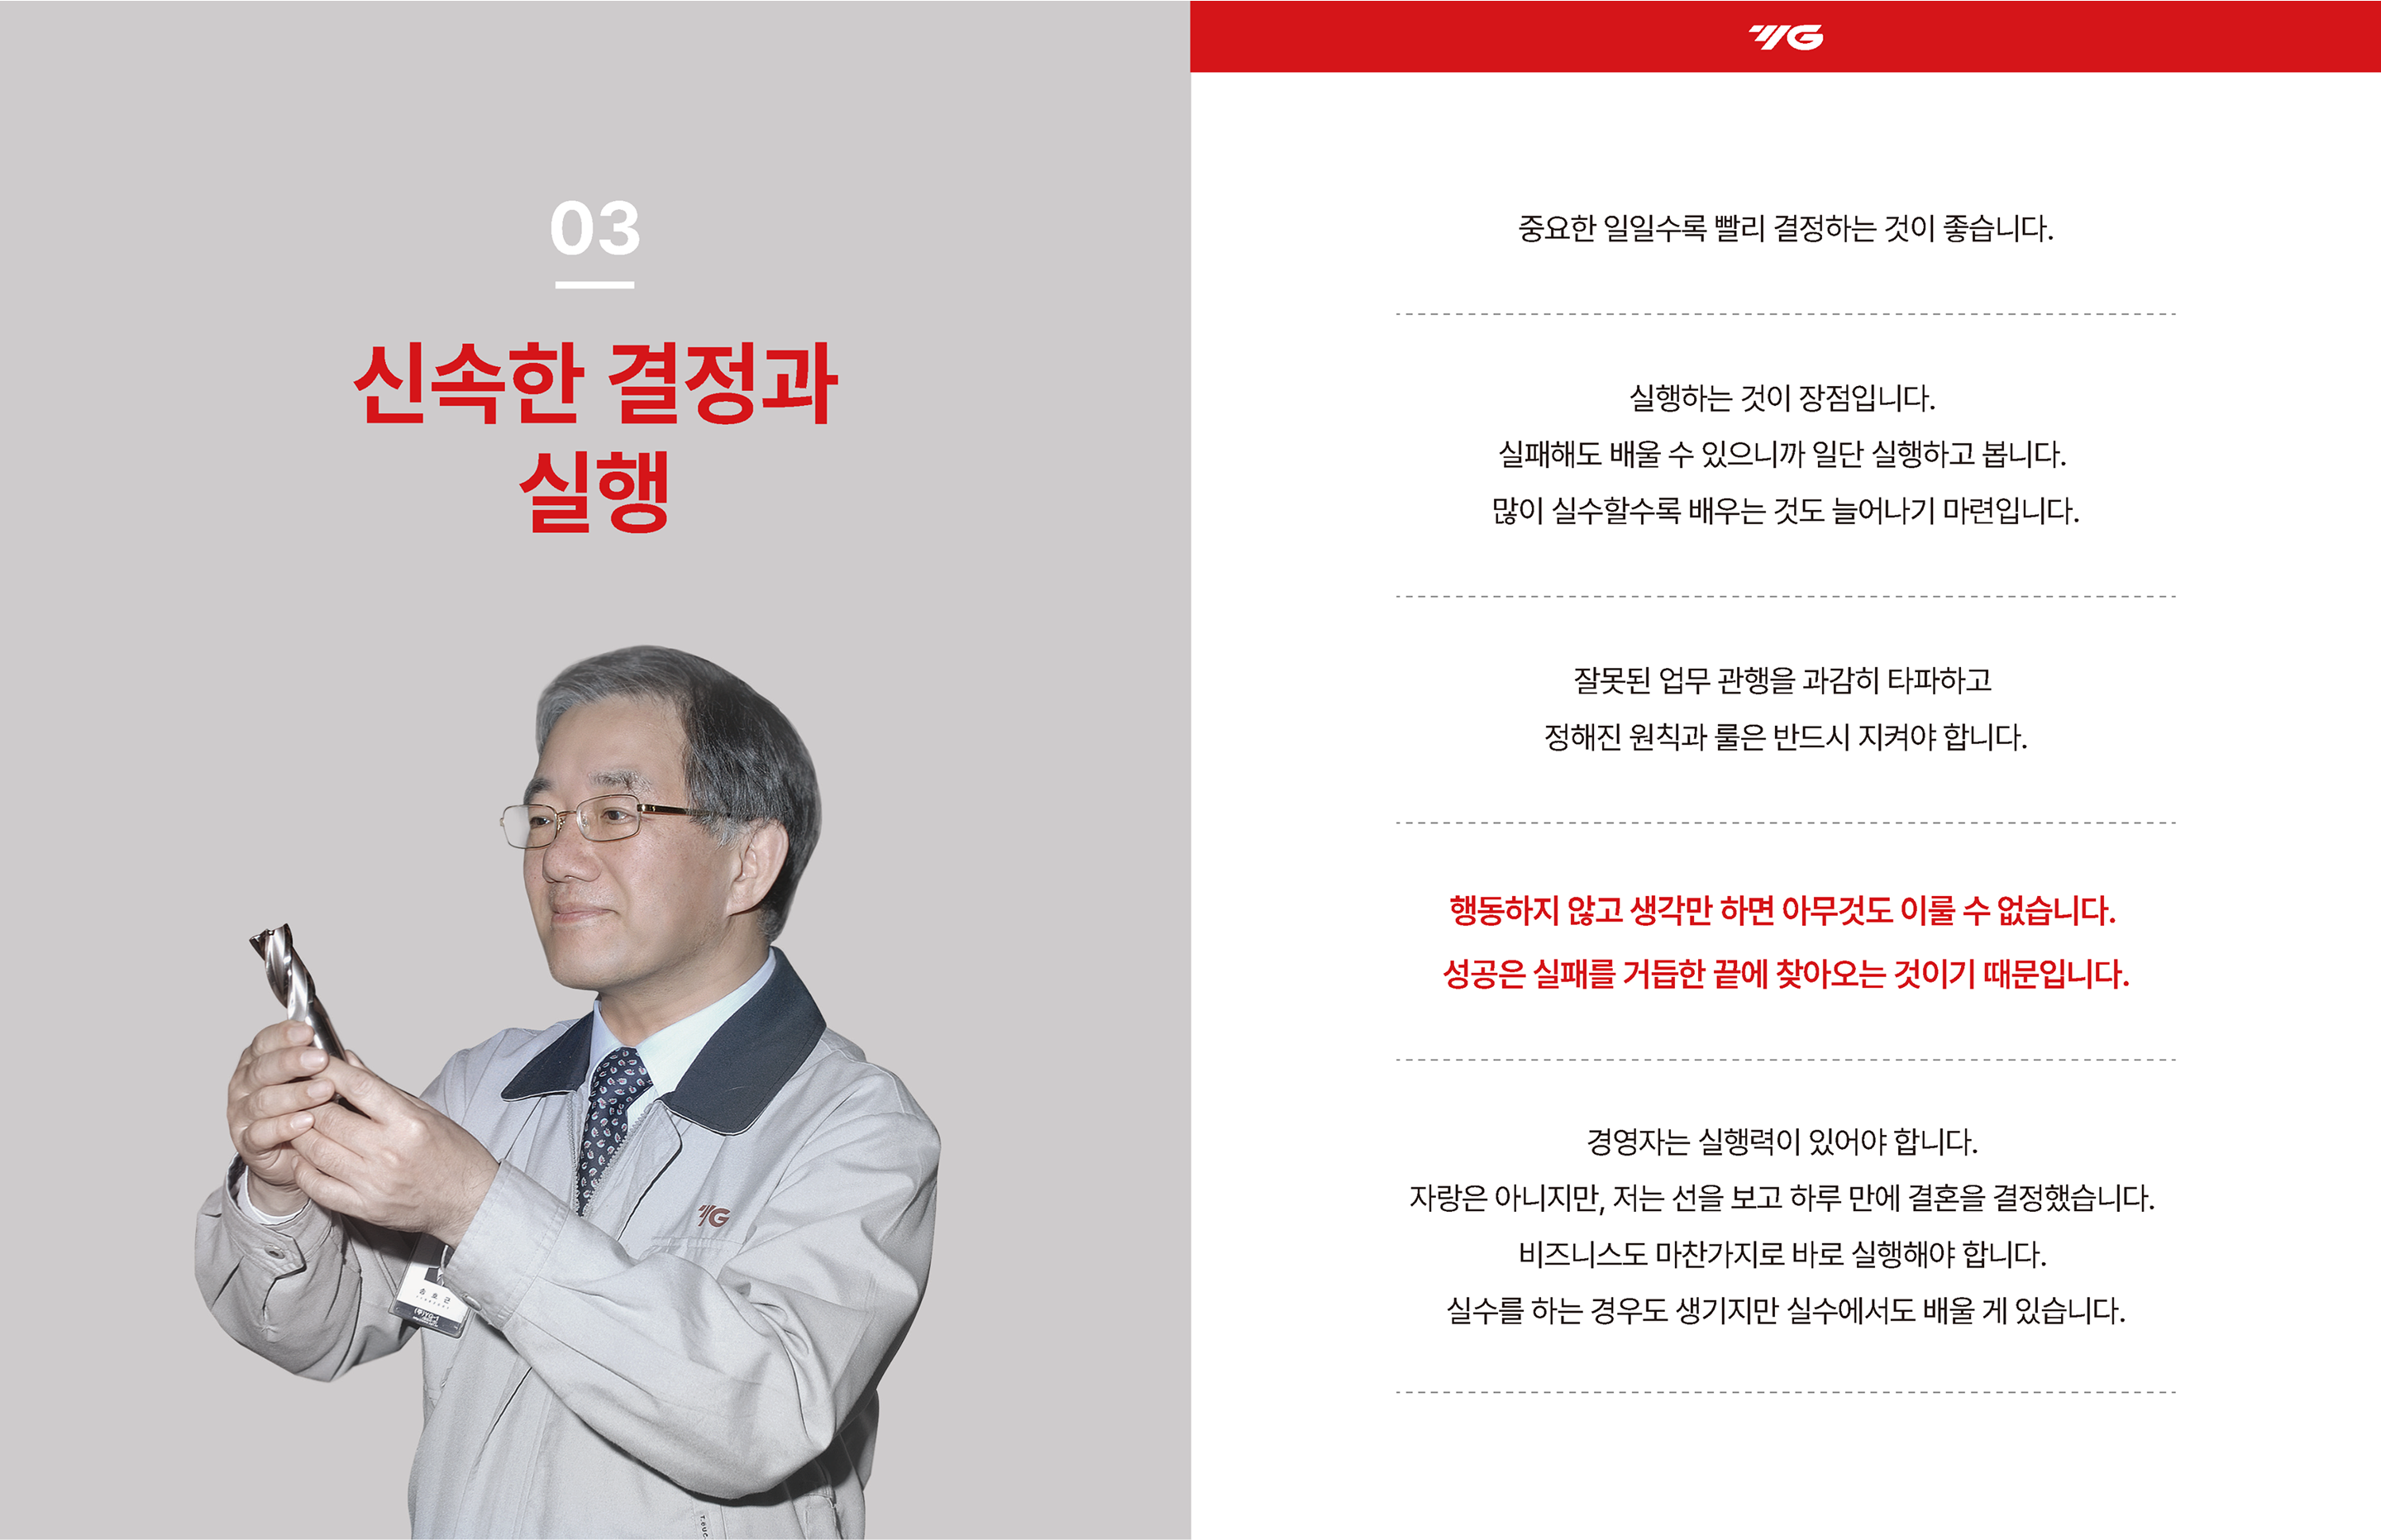 03
신속한 결정과
실행
YG
송 호 근
YG
중요한 일일수록 빨리 결정하는 것이 좋습니다.
실행하는 것이 장점입니다.
실패해도 배울 수 있으니까 일단 실행하고 봅니다.
많이 실수할수록 배우는 것도 늘어나기 마련입니다.
잘못된 업무 관행을 과감히 타파하고
정해진 원칙과 룰은 반드시 지켜야 합니다.
행동하지 않고 생각만 하면 아무것도 이룰 수 없습니다.
성공은 실패를 거듭한 끝에 찾아오는 것이기 때문입니다.
경영자는 실행력이 있어야 합니다.
자랑은 아니지만, 저는 선을 보고 하루 만에 결혼을 결정했습니다.
비즈니스도 마찬가지로 바로 실행해야 합니다.
실수를 하는 경우도 생기지만 실수에서도 배울 게 있습니다.